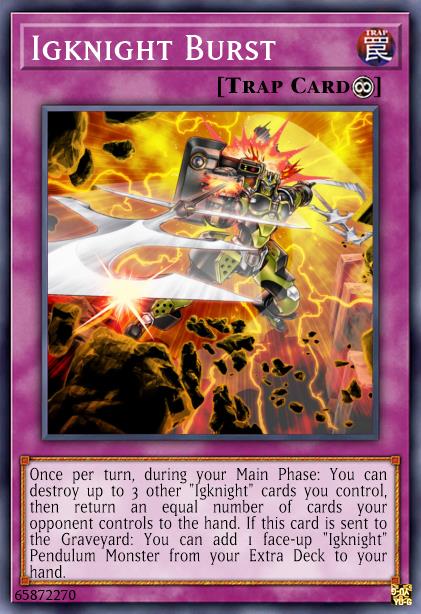 Igknight Burst
TRAP
罠
[Trap Card]
Once per turn, during your Main Phase: You can
destroy up to 3 other "Igknight" cards you control,
then return an equal number of cards your
opponent controls to the hand. If this card is sent
to the Graveyard: You can add 1 face-up "Igknight"
Pendulum Monster from your Extra Deck to your
hand.
65872270